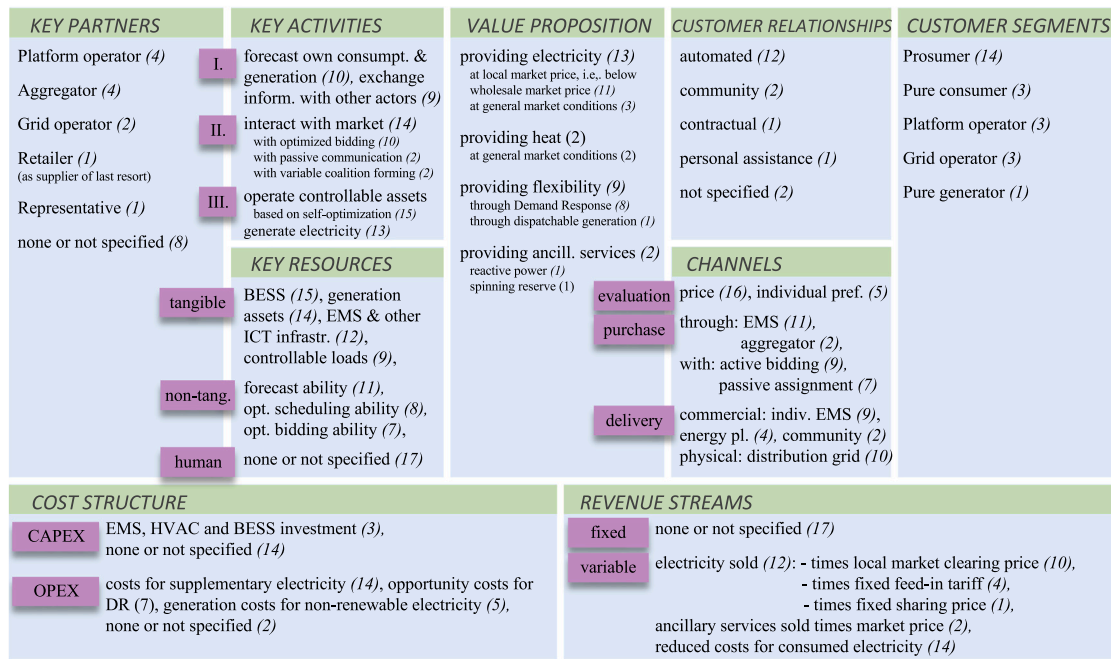 KEY PARTNERS
Platform operator (4)
Aggregator (4)
Grid operator (2)
Retailer (1)
(as supplier of last resort)
Representative (1)
none or not specified (8)
KEY ACTIVITIES
I.
forecast own consumpt. &
generation (10), exchange
inform. with other actors (9)
II.
interact with market (14)
with optimized bidding (10)
with passive communication (2)
with variable coalition forming (2)
III.
operate controllable assets
based on self-optimization (15)
generate electricity (13)
KEY RESOURCES
tangible
BESS (15), generation
assets (14), EMS & other
ICT infrastr. (12),
controllable loads (9),
non-tang.
forecast ability (11),
opt. scheduling ability (8),
opt. bidding ability (7),
human
none or not specified (17)
VALUE PROPOSITION
providing electricity (13)
at local market price, i.e,. below
wholesale market price (11)
at general market conditions (3)
providing heat (2)
at general market conditions (2)
providing flexibility (9)
through Demand Response (8)
through dispatchable generation (1)
providing ancill. services (2)
reactive power (1)
spinning reserve (1)
CUSTOMER RELATIONSHIPS
automated (12)
community (2)
contractual (1)
personal assistance (1)
not specified (2)
CHANNELS
evaluation
price (16), individual pref. (5)
purchase
through: EMS (11),
aggregator (2),
with: active bidding (9),
passive assignment (7)
delivery
commercial: indiv. EMS (9),
energy pl. (4), community (2)
physical: distribution grid (10)
CUSTOMER SEGMENTS
Prosumer (14)
Pure consumer (3)
Platform operator (3)
Grid operator (3)
Pure generator (1)
COST STRUCTURE
CAPEX
EMS, HVAC and BESS investment (3),
none or not specified (14)
OPEX
costs for supplementary electricity (14), opportunity costs for
DR (7), generation costs for non-renewable electricity (5),
none or not specified (2)
REVENUE STREAMS
fixed
none or not specified (17)
variable
electricity sold (12): - times local market clearing price (10),
- times fixed feed-in tariff (4),
- times fixed sharing price (1),
ancillary services sold times market price (2),
reduced costs for consumed electricity (14)